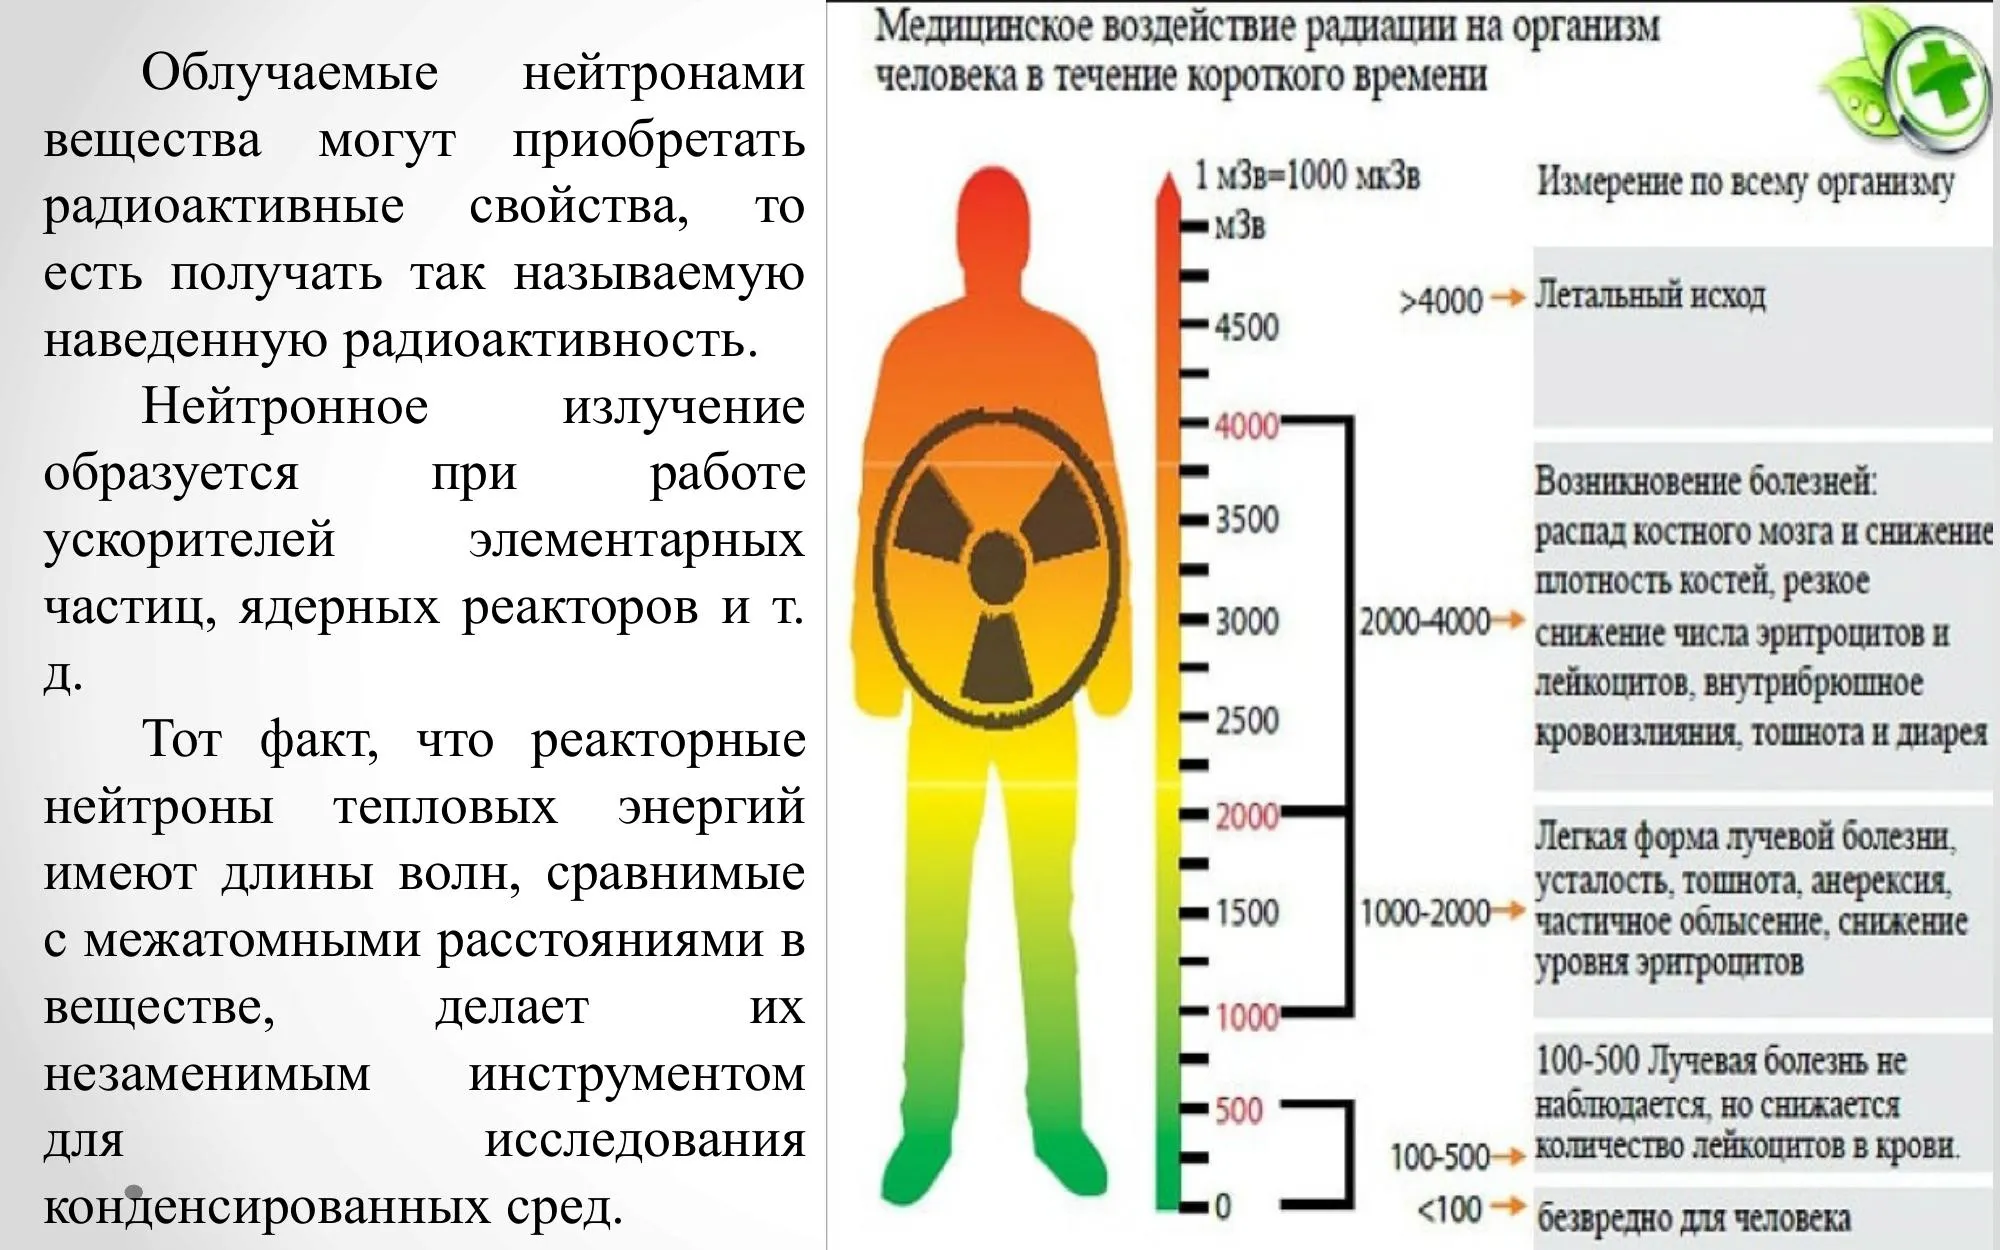 Облучаемые нейтронами
вещества могут приобретать
радиоактивные свойства, то
есть получать так называемую
наведенную радиоактивность.
Нейтронное излучение
образуется при работе
ускорителей элементарных
частиц, ядерных реакторов и т.
д.
Тот факт, что реакторные
нейтроны тепловых энергий
имеют длины волн, сравнимые
с межатомными расстояниями в
веществе, делает их
незаменимым инструментом
для исследования
конденсированных сред.
Медицинское воздействие радиации на организм
человека в течение короткого времени
1 мЗв=1000 мкЗв
мЗв
4500
4000
3500
3000
2500
2000
1500
1000
500
0
Измерение по всему организму
>4000
Летальный исход
2000-4000
Возникновение болезней:
распад костного мозга и снижение
плотность костей, резкое
снижение числа эритроцитов и
лейкоцитов, внутрибрюшное
кровоизлияния, тошнота и диарея
1000-2000
Легкая форма лучевой болезни,
усталость, тошнота, анерексия,
частичное облысение, снижение
уровня эритроцитов
100-500
100-500 Лучевая болезнь не
наблюдается, но снижается
количество лейкоцитов в крови.
<100
безвредно для человека